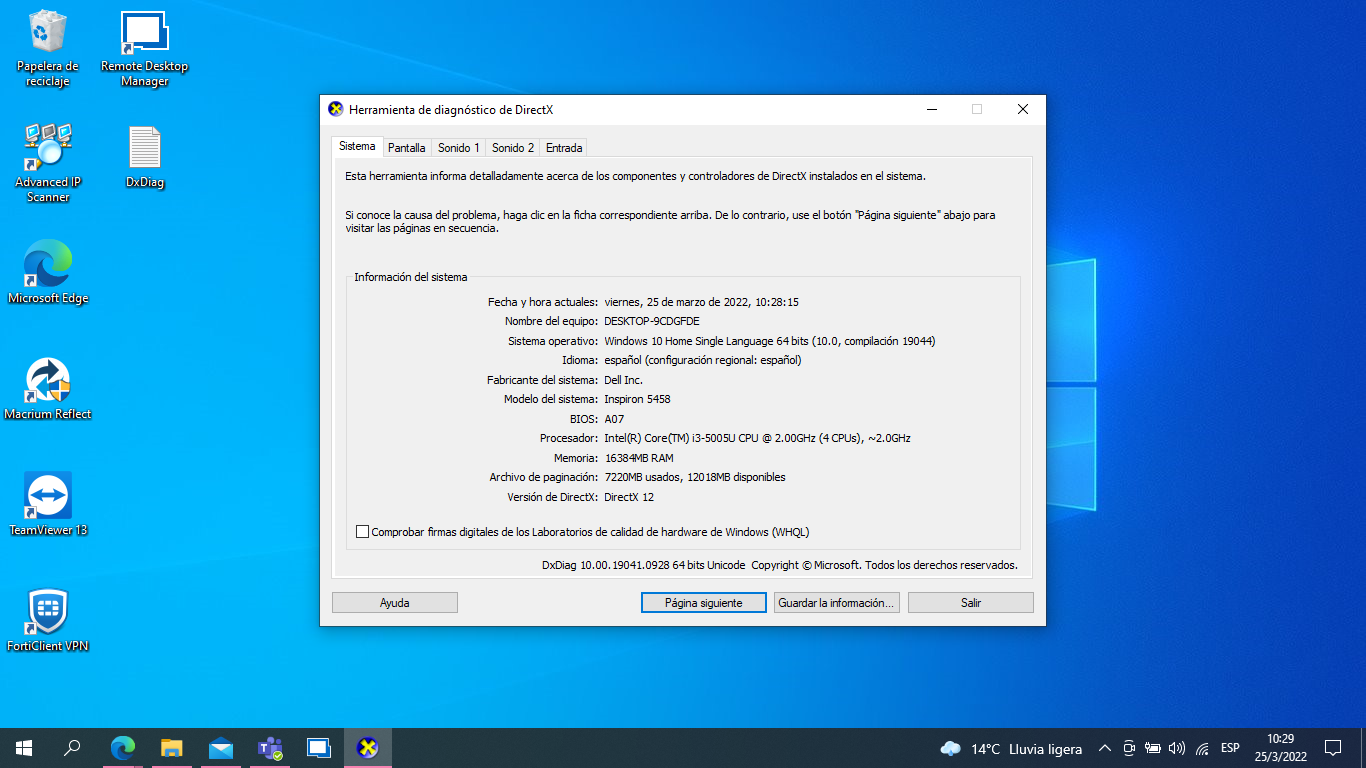 Papelera de
reciclaje
Remote Desktop
Manager
Advanced IP
Scanner
DxDiag
Microsoft Edge
Macrium Reflect
TeamViewer 13
FortiClient VPN
Herramienta de diagnóstico de DirectX
Sistema Pantalla Sonido 1 Sonido 2 Entrada
Esta herramienta informa detalladamente acerca de los componentes y controladores de DirectX instalados en el sistema.
Si conoce la causa del problema, haga clic en la ficha correspondiente arriba. De lo contrario, use el botón "Página siguiente" abajo para
visitar las páginas en secuencia.
Información del sistema
Fecha y hora actuales: viernes, 25 de marzo de 2022, 10:28:15
Nombre del equipo: DESKTOP-9CDGFDE
Sistema operativo: Windows 10 Home Single Language 64 bits (10.0, compilación 19044)
Idioma: español (configuración regional: español)
Fabricante del sistema: Dell Inc.
Modelo del sistema: Inspiron 5458
BIOS: A07
Procesador: Intel(R) Core(TM) i3-5005U CPU @ 2.00GHz (4 CPUs), ~2.0GHz
Memoria: 16384MB RAM
Archivo de paginación: 7220MB usados, 12018MB disponibles
Versión de DirectX: DirectX 12
Comprobar firmas digitales de los Laboratorios de calidad de hardware de Windows (WHQL)
DxDiag 10.00.19041.0928 64 bits Unicode Copyright © Microsoft. Todos los derechos reservados.
Ayuda Página siguiente Guardar la información... Salir
14°C Lluvia ligera ESP 10:29
25/3/2022